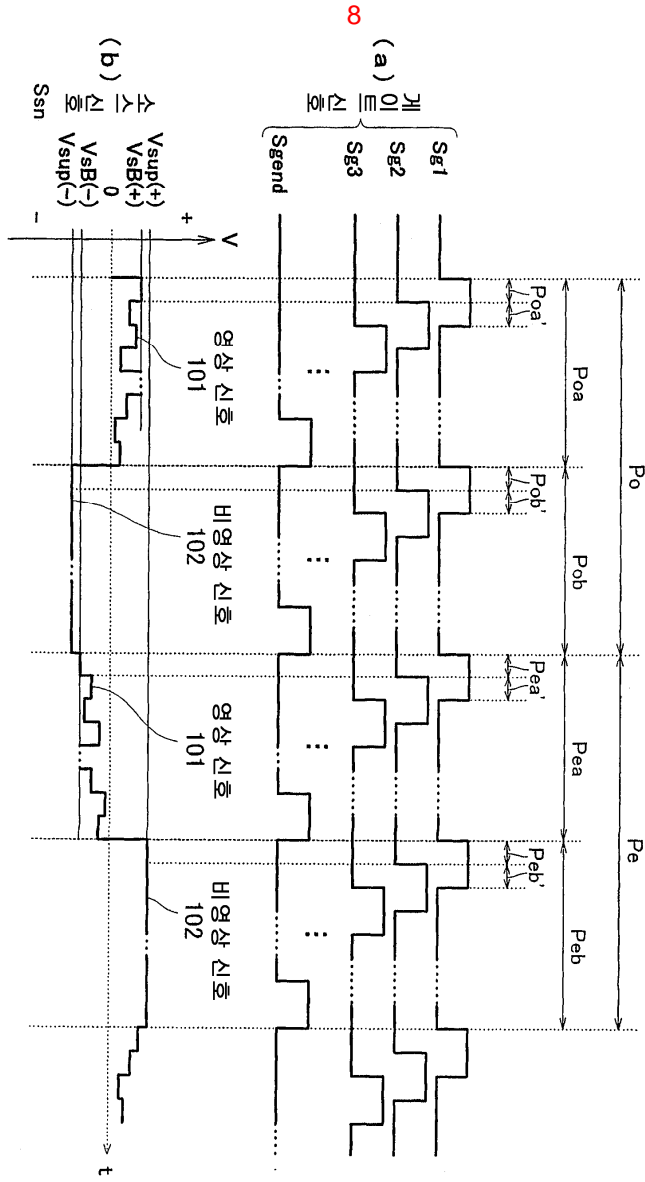 8
Po
Pe
Poa
Pob
Pea
Peb
Poa'
Pob'
Pea'
Peb'
(a)
게이트
신호
Sg1
Sg2
Sg3
Sgend
(b)
소스
신호
Ssn
Vsup(+)
VsB(+)
0
VsB(-)
Vsup(-)
+
-
V
영상 신호
101
비영상 신호
102
영상 신호
101
비영상 신호
102
t